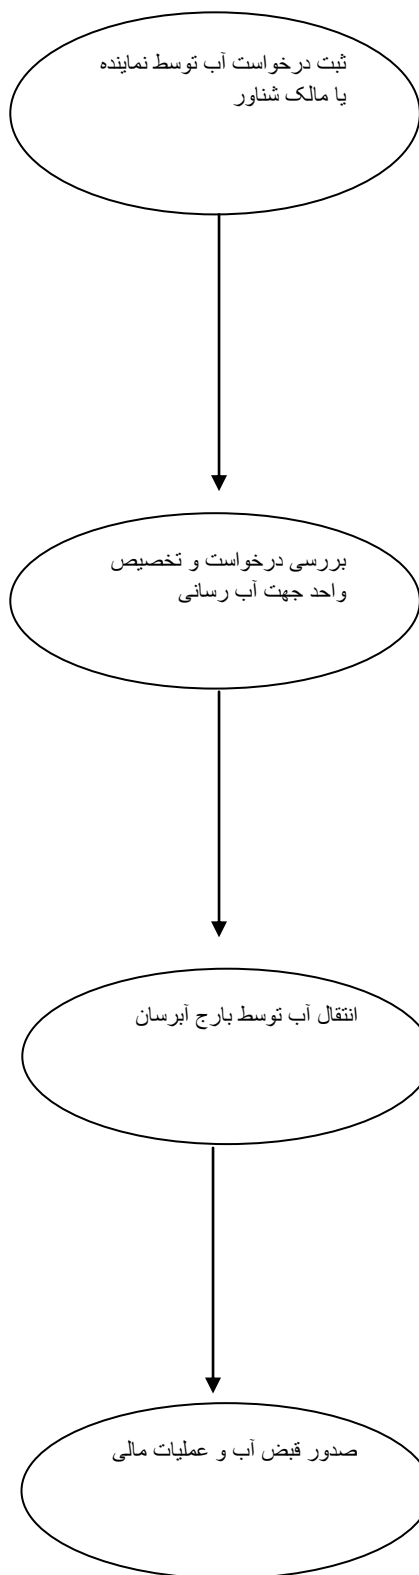 ثبت درخواست آب توسط نماینده
یا مالک شناور
بررسی درخواست و تخصیص
واحد جهت آب رسانی
انتقال آب توسط بارج آبرسان
صدور قبض آب و عملیات مالی